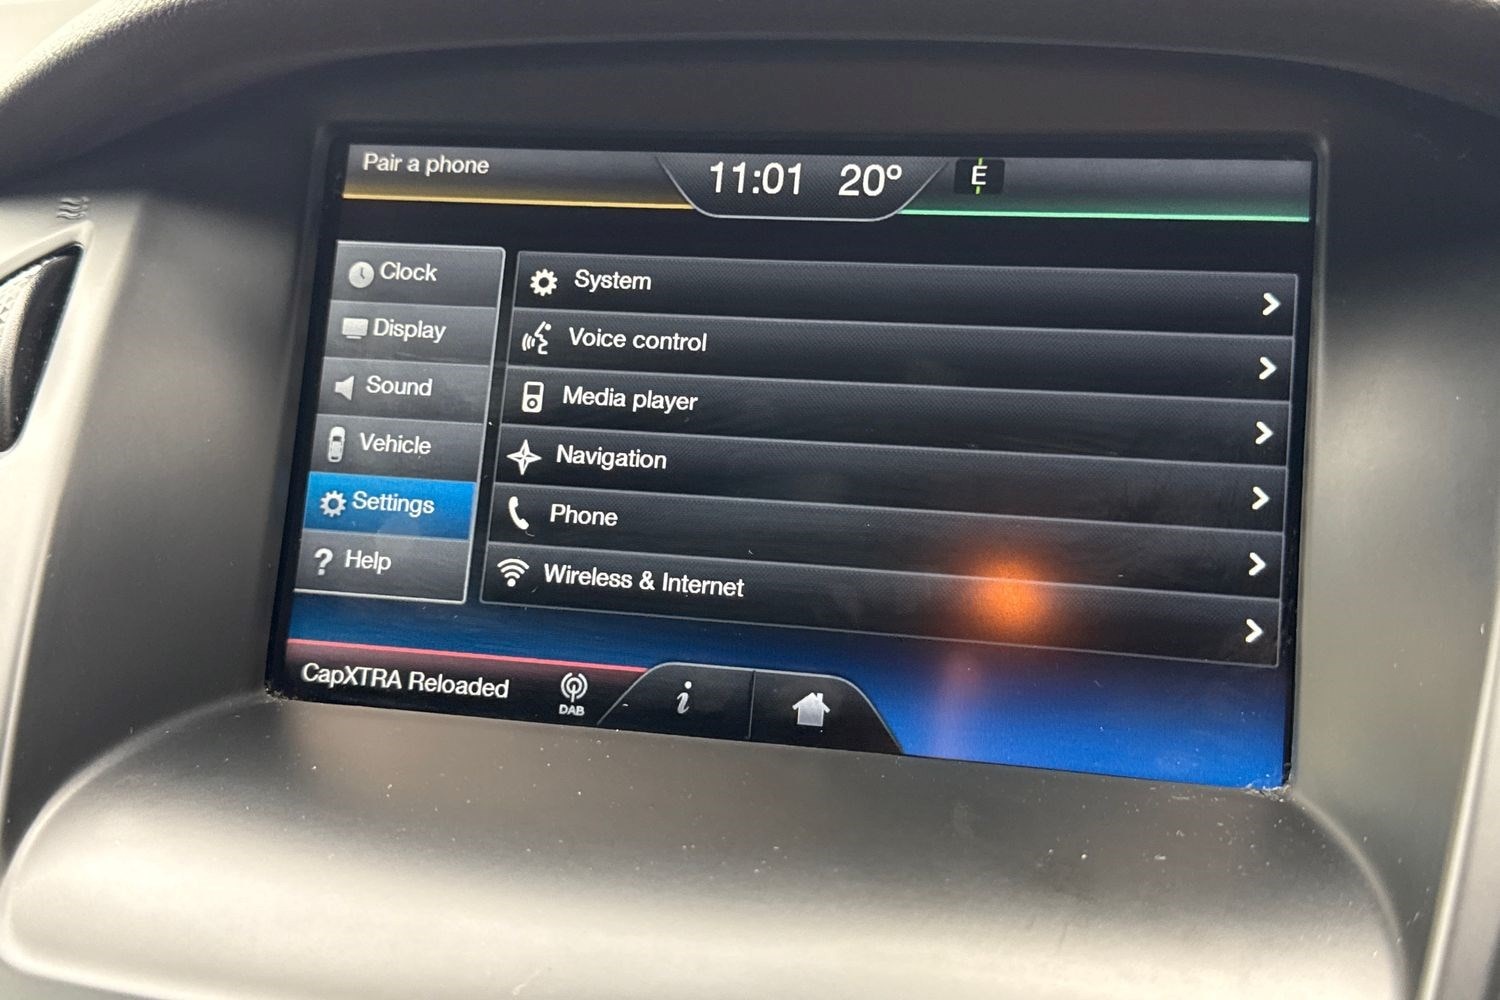 Pair a phone
11:01 20°
E
Clock
Display
Sound
Vehicle
Settings
? Help
System
Voice control
Media player
Navigation
Phone
Wireless & Internet
CapXTRA Reloaded
DAB
i